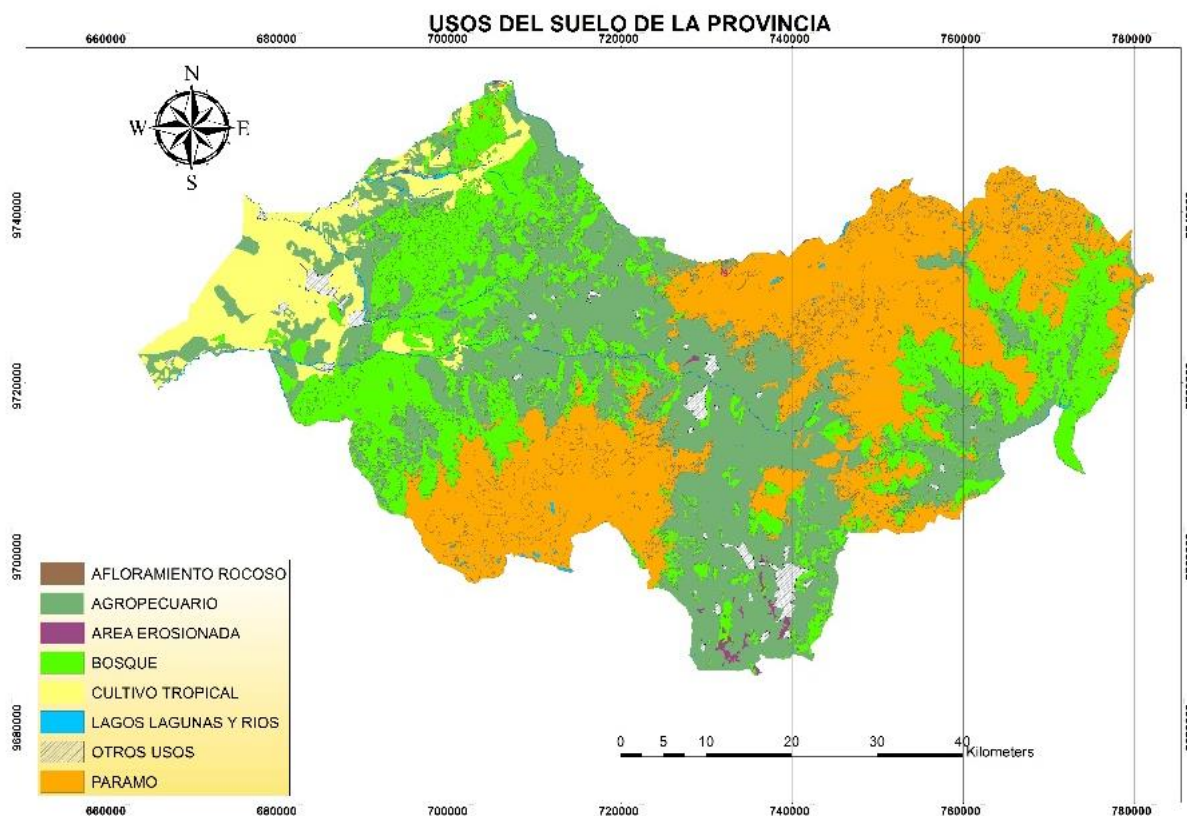 USOS DEL SUELO DE LA PROVINCIA
660000 680000 700000 720000 740000 760000 780000
N
W E
S
9740000
9720000
9700000
9680000
AFLORAMIENTO ROCOSO
AGROPECUARIO
AREA EROSIONADA
BOSQUE
CULTIVO TROPICAL
LAGOS LAGUNAS Y RIOS
OTROS USOS
PARAMO
0 5 10 20 30 40
Kilometers
660000 680000 700000 720000 740000 760000 780000